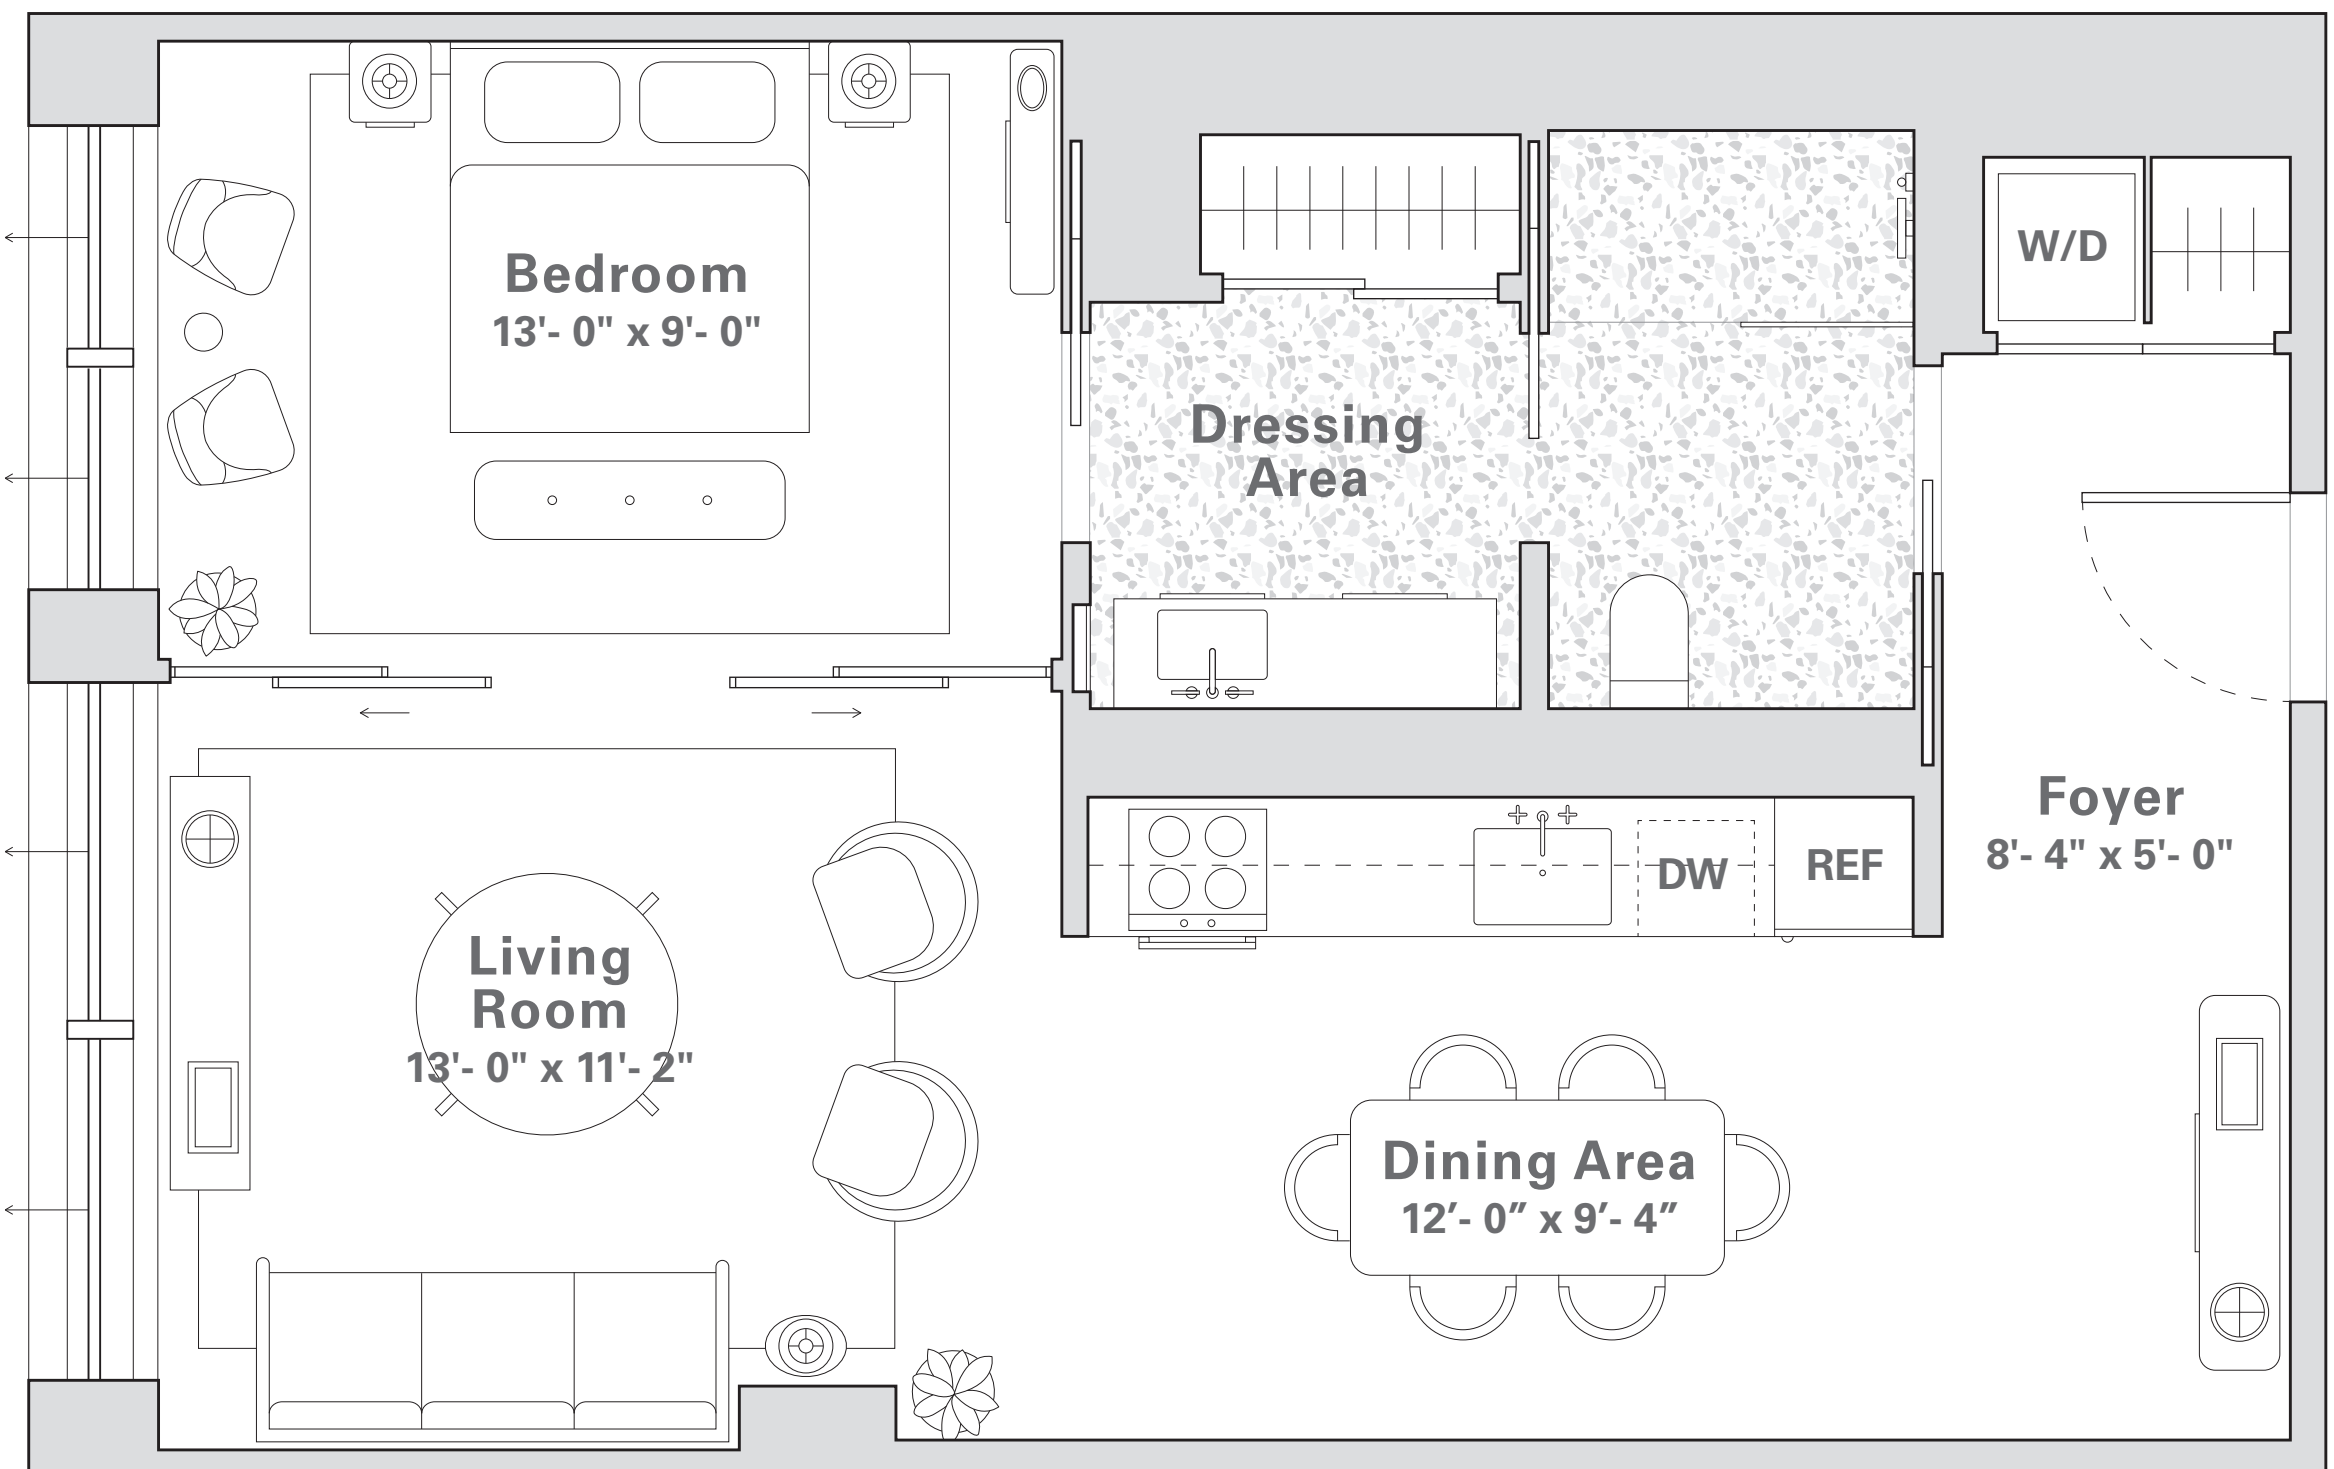 Bedroom
13'- 0" x 9'- 0"
W/D
Dressing
Area
Foyer
8'- 4" x 5'- 0"
DW
REF
Living
Room
13'- 0" x 11'- 2"
Dining Area
12′- 0″ x 9′- 4″